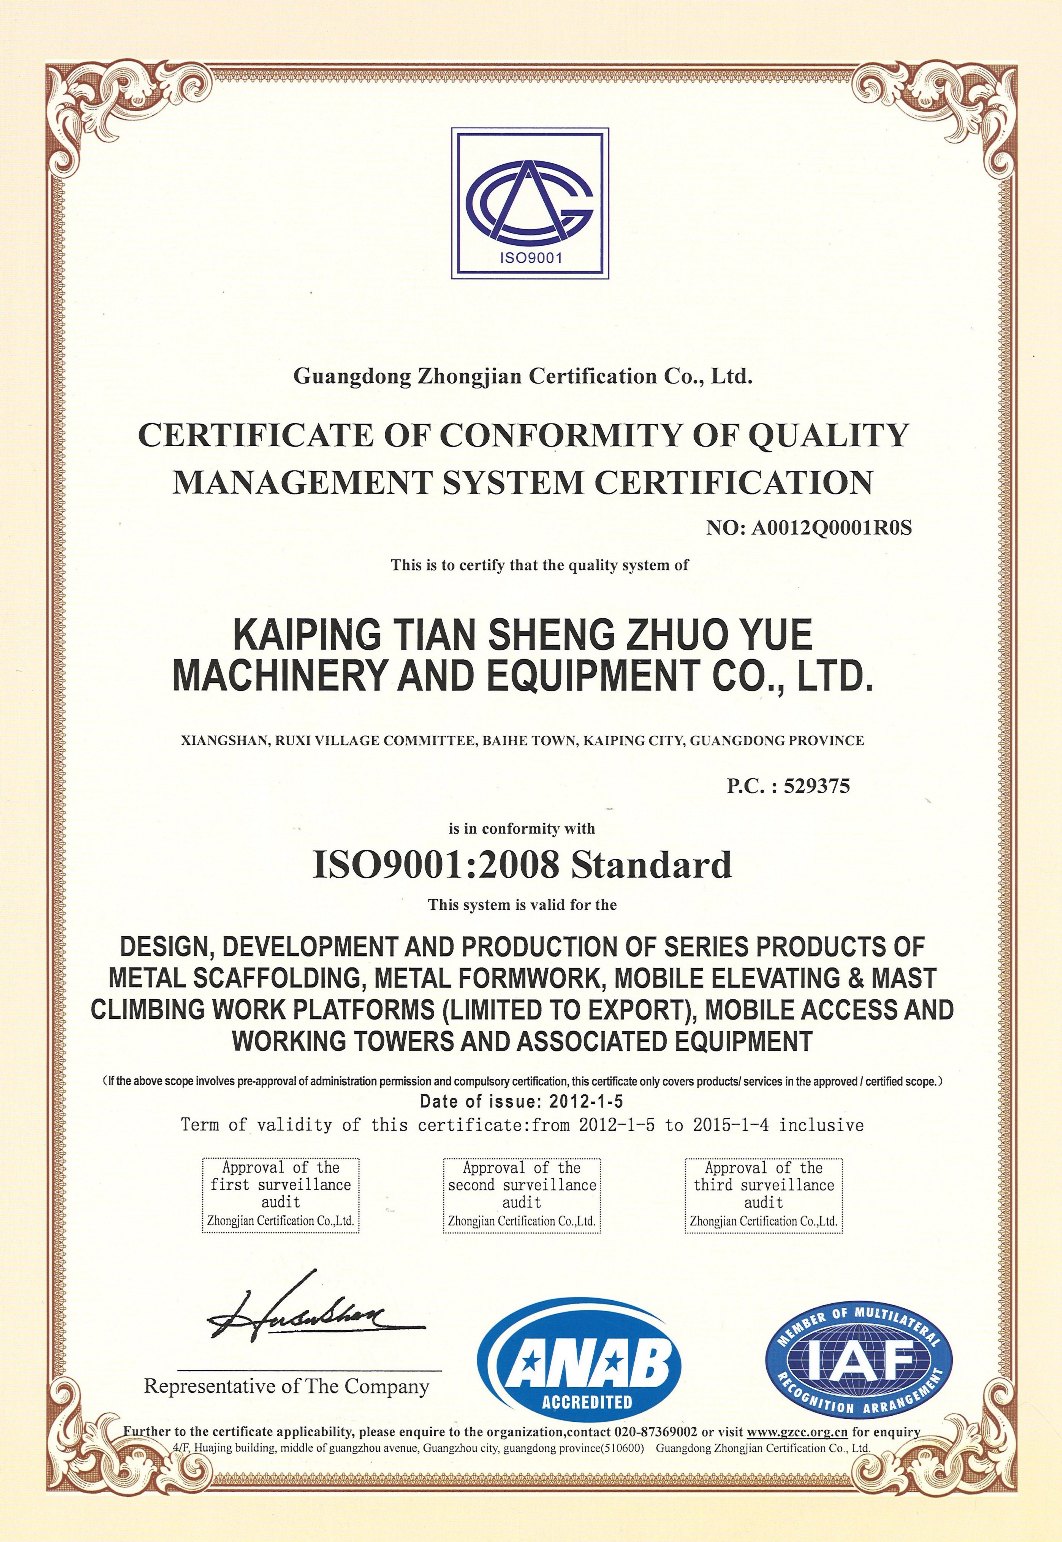 ISO9001
Guangdong Zhongjian Certification Co., Ltd.
CERTIFICATE OF CONFORMITY OF QUALITY
MANAGEMENT SYSTEM CERTIFICATION
NO: A0012Q0001R0S
This is to certify that the quality system of
KAIPING TIAN SHENG ZHUO YUE
MACHINERY AND EQUIPMENT CO., LTD.
XIANGSHAN, RUXI VILLAGE COMMITTEE, BAIHE TOWN, KAIPING CITY, GUANGDONG PROVINCE
P.C. : 529375
is in conformity with
ISO9001:2008 Standard
This system is valid for the
DESIGN, DEVELOPMENT AND PRODUCTION OF SERIES PRODUCTS OF
METAL SCAFFOLDING, METAL FORMWORK, MOBILE ELEVATING & MAST
CLIMBING WORK PLATFORMS (LIMITED TO EXPORT), MOBILE ACCESS AND
WORKING TOWERS AND ASSOCIATED EQUIPMENT
(If the above scope involves pre-approval of administration permission and compulsory certification, this certificate only covers products/ services in the approved / certified scope.)
Date of issue: 2012-1-5
Term of validity of this certificate:from 2012-1-5 to 2015-1-4 inclusive
Approval of the
first surveillance
audit
Zhongjian Certification Co.,Ltd.
Approval of the
second surveillance
audit
Zhongjian Certification Co.,Ltd.
Approval of the
third surveillance
audit
Zhongjian Certification Co.,Ltd.
Representative of The Company
ANAB
ACCREDITED
MEMBER OF MULTILATERAL
IAF
RECOGNITION ARRANGEMENT
Further to the certificate applicability, please enquire to the organization,contact 020-87369002 or visit www.gzcc.org.cn for enquiry
4/F, Huajing building, middle of guangzhou avenue, Guangzhou city, guangdong province(510600) Guangdong Zhongjian Certification Co., Ltd.